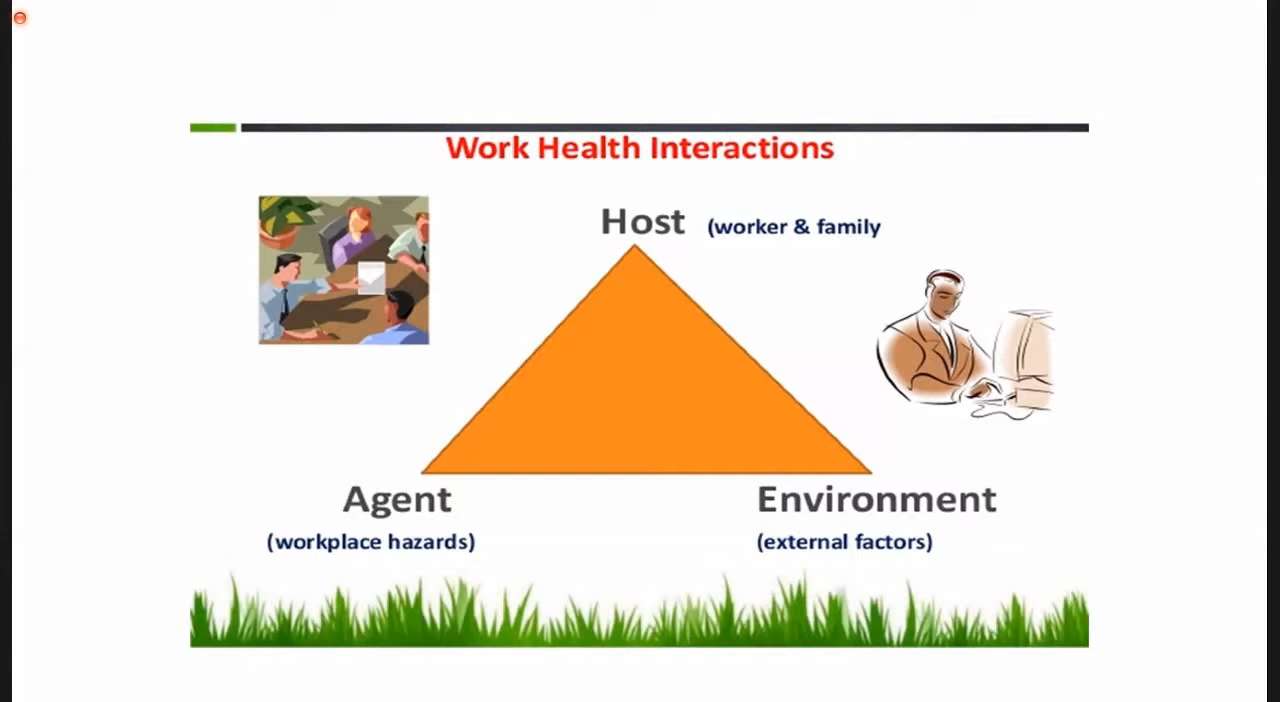 Work Health Interactions
Host (worker & family
Agent
Environment
(workplace hazards)
(external factors)